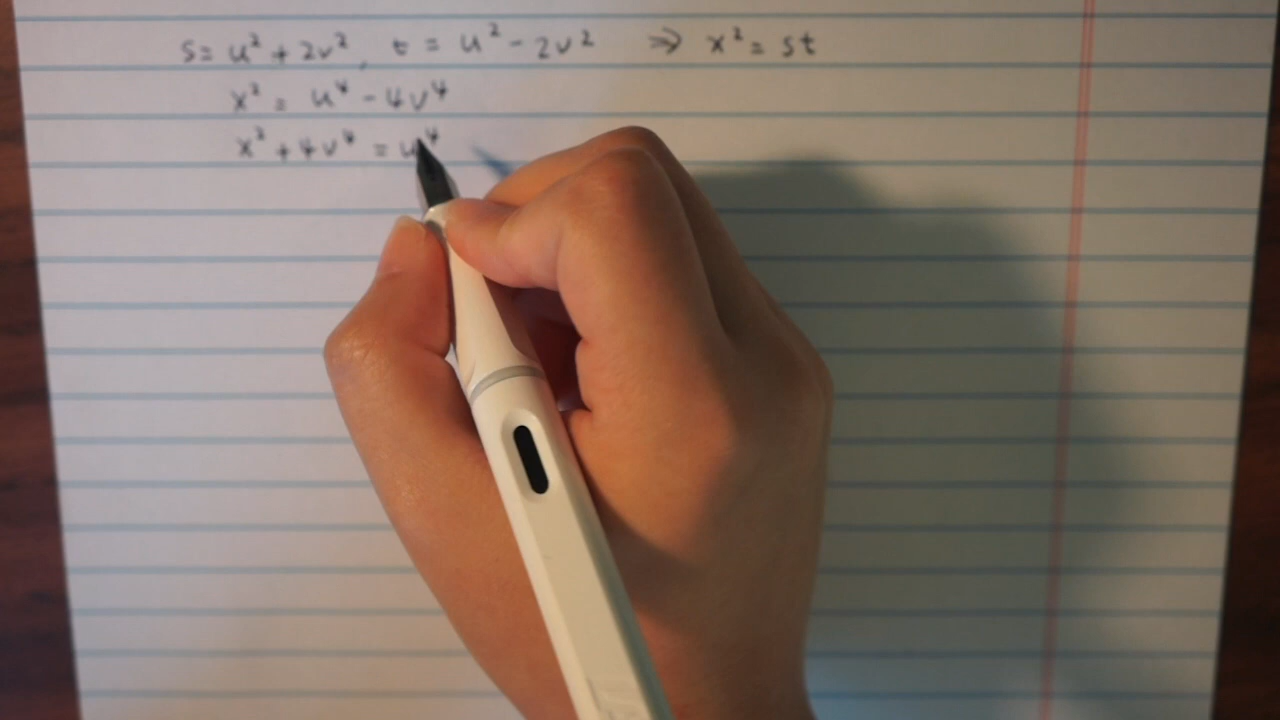 s = u² + 2v², t = u² - 2v² ⇒ x² = st
x² = u⁴ - 4v⁴
x² + 4v⁴ = u⁴